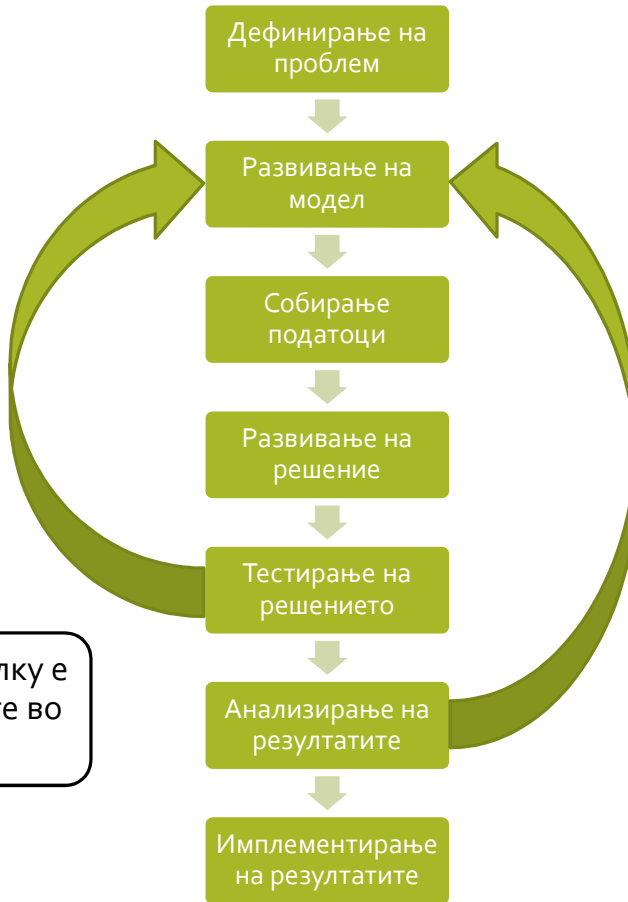 Дефинирање на
проблем
Развивање на
модел
Собирање
податоци
Развивање на
решение
Тестирање на
решението
е
во
Анализирање на
резултатите
Имплементирање
на резултатите